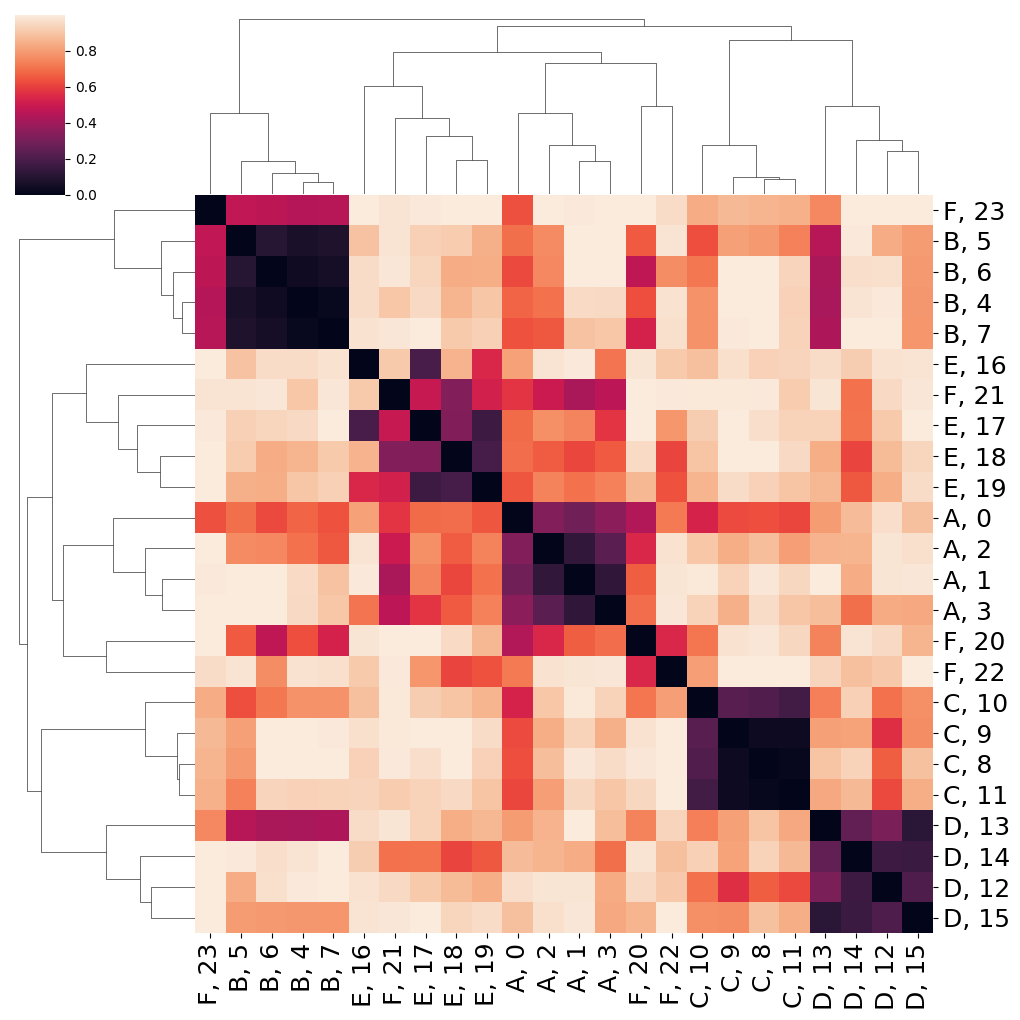 0.8
0.6
0.4
0.2
0.0
F, 23
B, 5
B, 6
B, 4
B, 7
E, 16
F, 21
E, 17
E, 18
E, 19
A, 0
A, 2
A, 1
A, 3
F, 20
F, 22
C, 10
C, 9
C, 8
C, 11
D, 13
D, 14
D, 12
D, 15
F, 23
B, 5
B, 6
B, 4
B, 7
E, 16
F, 21
E, 17
E, 18
E, 19
A, 0
A, 2
A, 1
A, 3
F, 20
F, 22
C, 10
C, 9
C, 8
C, 11
D, 13
D, 14
D, 12
D, 15